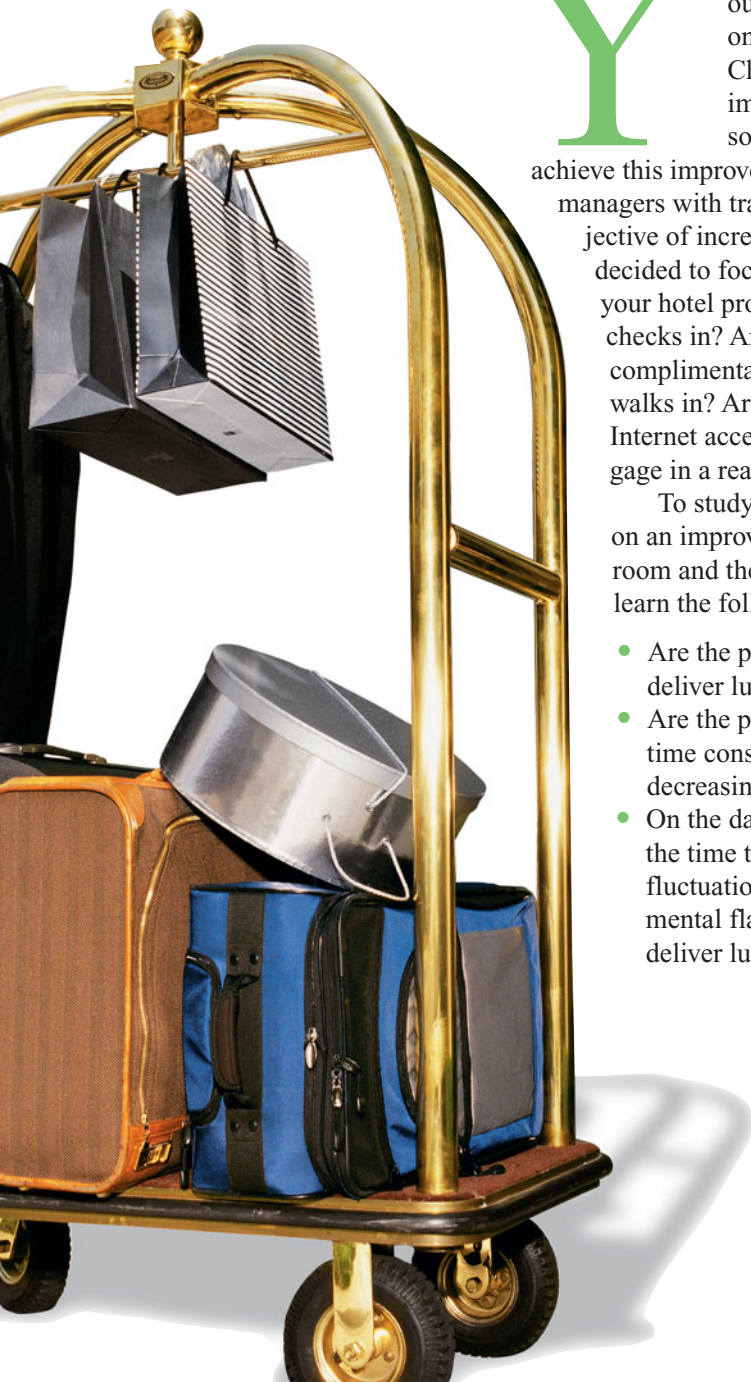 Y
ou
on
Cl
im
so
achieve this improve
managers with tra
jective of incre
decided to foc
your hotel pro
checks in? A
complimenta
walks in? Ar
Internet acce
gage in a rea
To study
on an improv
room and the
learn the foll
• Are the p
deliver lu
• Are the p
time cons
decreasin
• On the da
the time t
fluctuatio
mental fla
deliver lu